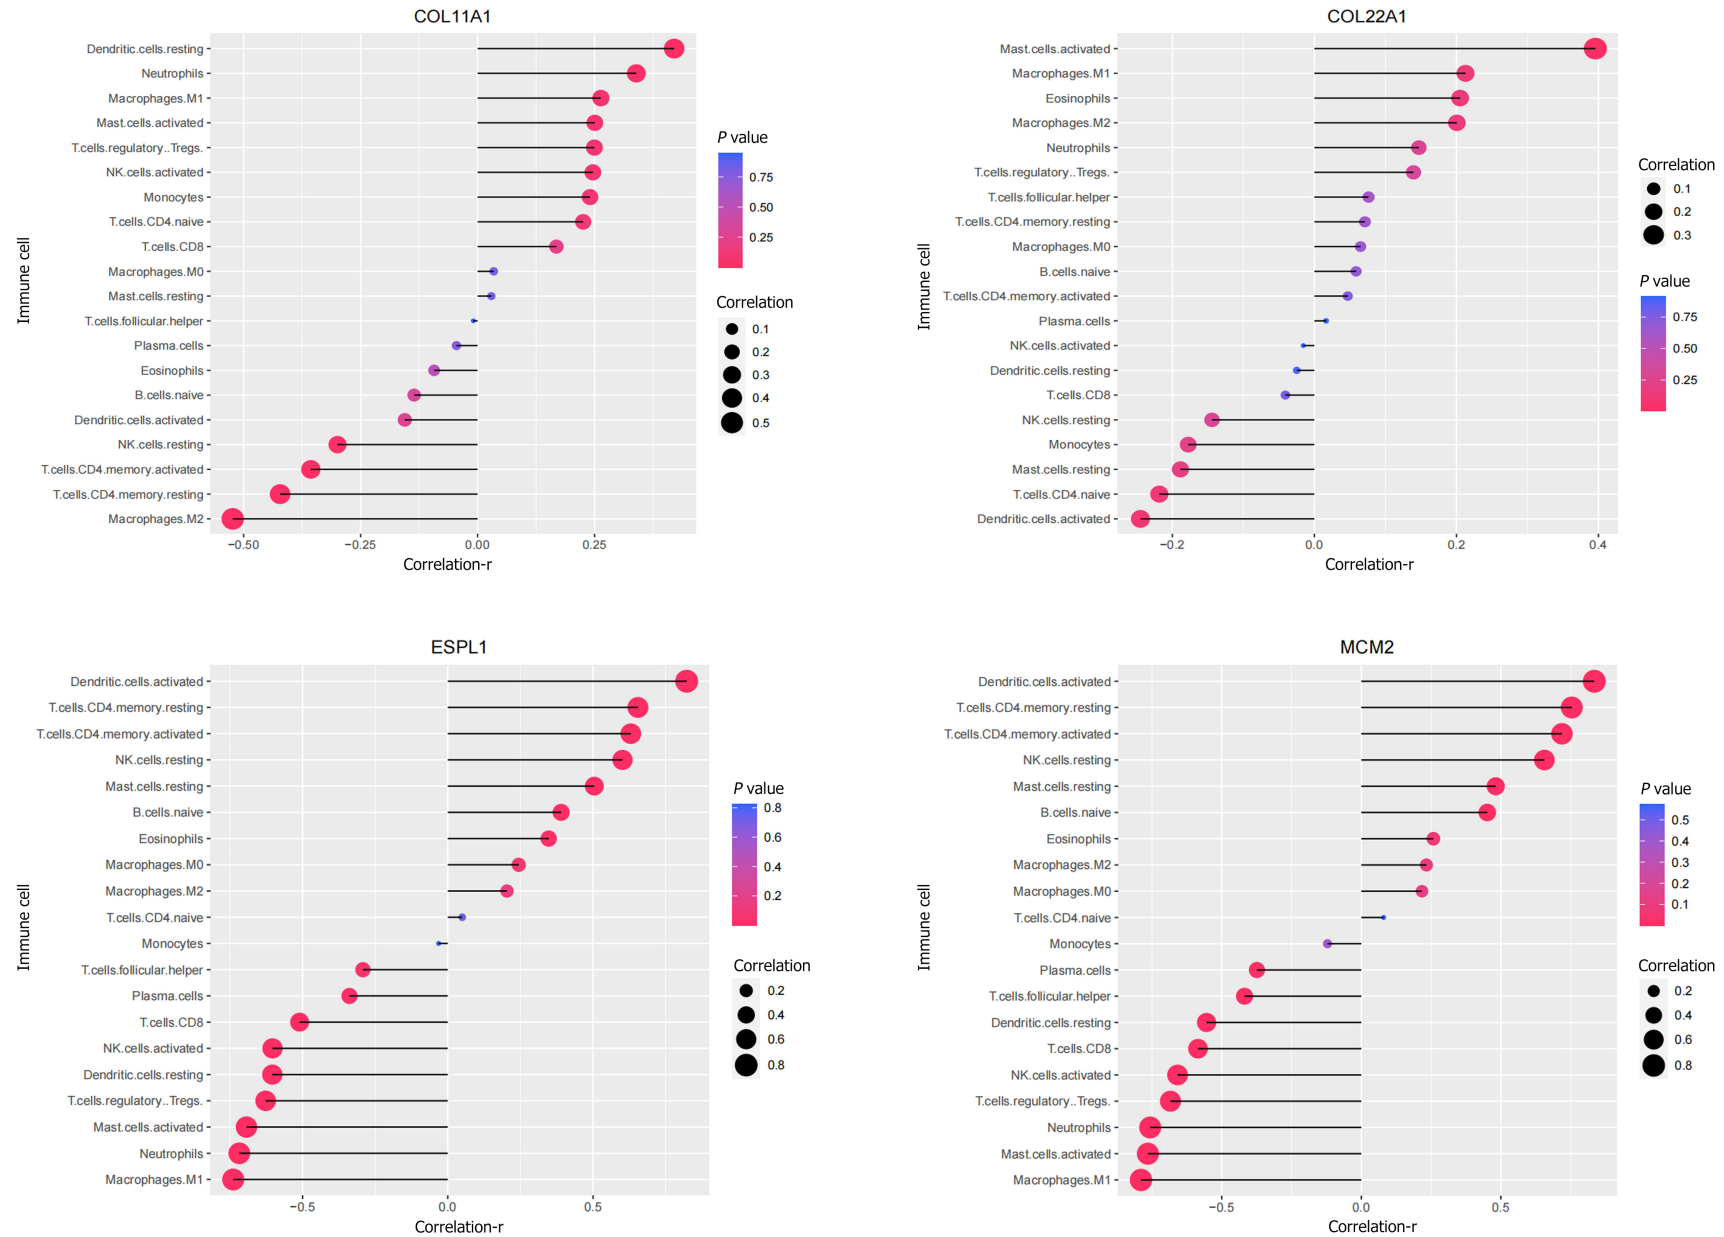 COL11A1
Immune cell
Dendritic.cells.resting
Neutrophils
Macrophages.M1
Mast.cells.activated
T.cells.regulatory..Tregs.
NK.cells.activated
Monocytes
T.cells.CD4.naive
T.cells.CD8
Macrophages.M0
Mast.cells.resting
T.cells.follicular.helper
Plasma.cells
Eosinophils
B.cells.naive
Dendritic.cells.activated
NK.cells.resting
T.cells.CD4.memory.activated
T.cells.CD4.memory.resting
Macrophages.M2
−0.50 −0.25 0.00 0.25
Correlation-r
P value
0.75
0.50
0.25
Correlation
0.1
0.2
0.3
0.4
0.5
COL22A1
Immune cell
Mast.cells.activated
Macrophages.M1
Eosinophils
Macrophages.M2
Neutrophils
T.cells.regulatory..Tregs.
T.cells.follicular.helper
T.cells.CD4.memory.resting
Macrophages.M0
B.cells.naive
T.cells.CD4.memory.activated
Plasma.cells
NK.cells.activated
Dendritic.cells.resting
T.cells.CD8
NK.cells.resting
Monocytes
Mast.cells.resting
T.cells.CD4.naive
Dendritic.cells.activated
−0.2 0.0 0.2 0.4
Correlation-r
Correlation
0.1
0.2
0.3
P value
0.75
0.50
0.25
ESPL1
Immune cell
Dendritic.cells.activated
T.cells.CD4.memory.resting
T.cells.CD4.memory.activated
NK.cells.resting
Mast.cells.resting
B.cells.naive
Eosinophils
Macrophages.M0
Macrophages.M2
T.cells.CD4.naive
Monocytes
T.cells.follicular.helper
Plasma.cells
T.cells.CD8
NK.cells.activated
Dendritic.cells.resting
T.cells.regulatory..Tregs.
Mast.cells.activated
Neutrophils
Macrophages.M1
−0.5 0.0 0.5
Correlation-r
P value
0.8
0.6
0.4
0.2
Correlation
0.2
0.4
0.6
0.8
MCM2
Immune cell
Dendritic.cells.activated
T.cells.CD4.memory.resting
T.cells.CD4.memory.activated
NK.cells.resting
Mast.cells.resting
B.cells.naive
Eosinophils
Macrophages.M2
Macrophages.M0
T.cells.CD4.naive
Monocytes
Plasma.cells
T.cells.follicular.helper
Dendritic.cells.resting
T.cells.CD8
NK.cells.activated
T.cells.regulatory..Tregs.
Neutrophils
Mast.cells.activated
Macrophages.M1
−0.5 0.0 0.5
Correlation-r
P value
0.5
0.4
0.3
0.2
0.1
Correlation
0.2
0.4
0.6
0.8